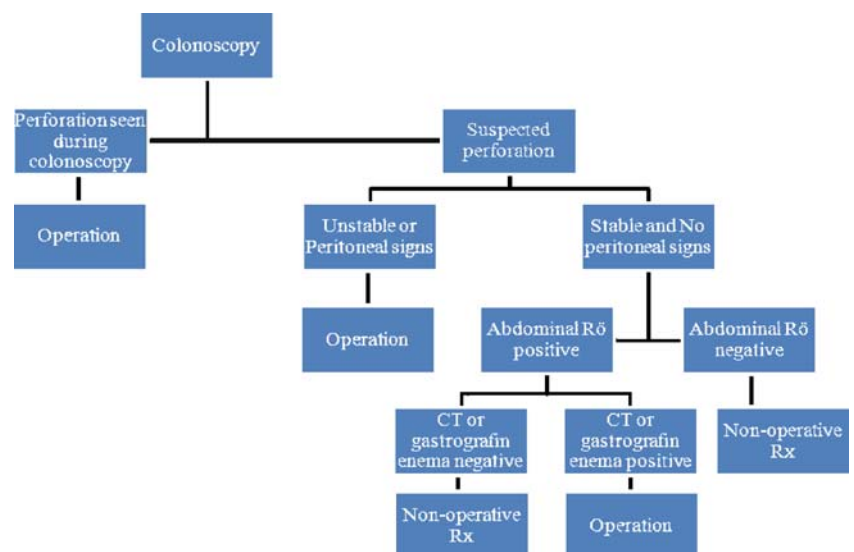 Colonoscopy
Perforation seen
during
colonoscopy
Suspected
perforation
Operation
Unstable or
Peritoneal signs
Stable and No
peritoneal signs
Operation
Abdominal Rö
positive
Abdominal Rö
negative
CT or
gastrografin
enema negative
CT or
gastrografin
enema positive
Non-operative
Rx
Non-operative
Rx
Operation